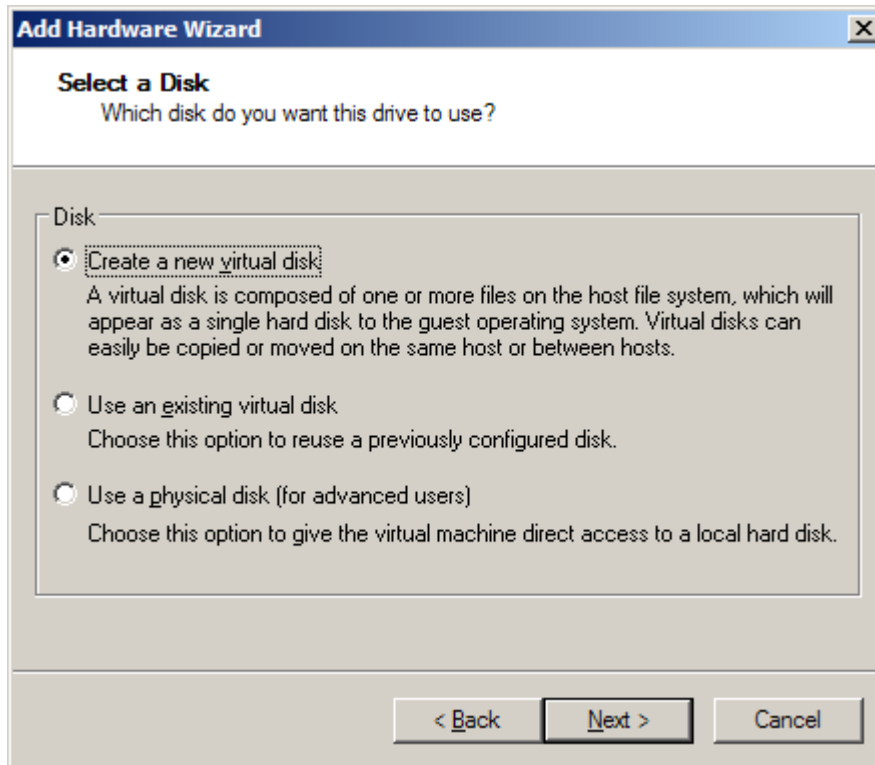 Add Hardware Wizard
Select a Disk
Which disk do you want this drive to use?
Disk
Create a new virtual disk
A virtual disk is composed of one or more files on the host file system, which will
appear as a single hard disk to the guest operating system. Virtual disks can
easily be copied or moved on the same host or between hosts.
Use an existing virtual disk
Choose this option to reuse a previously configured disk.
Use a physical disk (for advanced users)
Choose this option to give the virtual machine direct access to a local hard disk.
< Back Next > Cancel